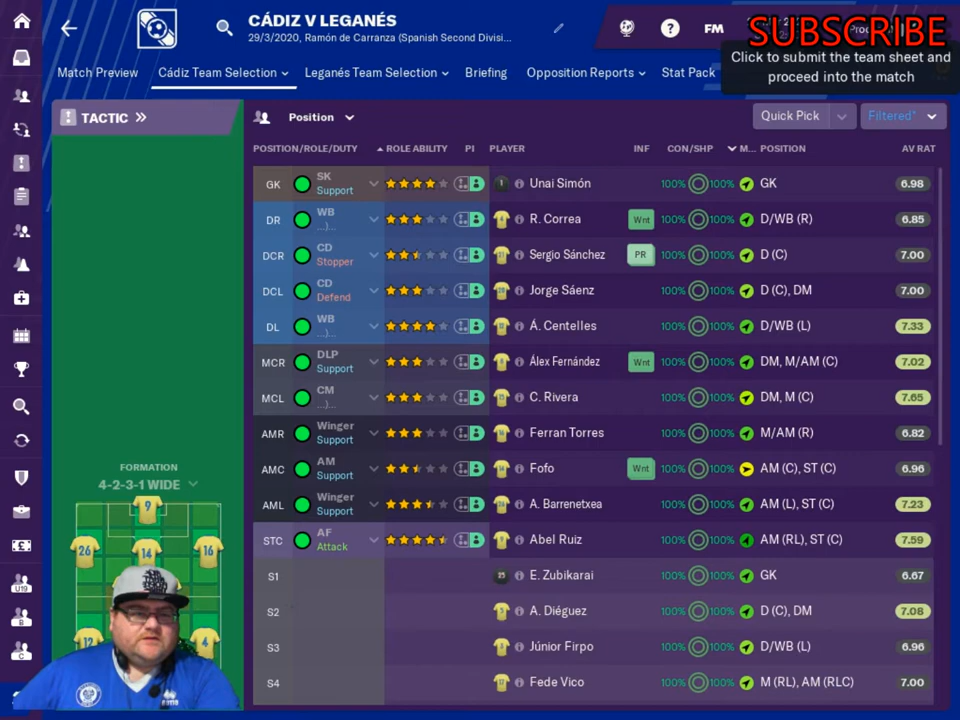 CÁDIZ V LEGANÉS
29/3/2020, Ramón de Carranza (Spanish Second Divisi...
FM
SUBSCRIBE
Click to submit the team sheet and
proceed into the match
Match Preview
Cádiz Team Selection
Leganés Team Selection
Briefing
Opposition Reports
Stat Pack
TACTIC
Position
Quick Pick
Filtered*
POSITION/ROLE/DUTY ROLE ABILITY PI PLAYER INF CON/SHP M... POSITION AV RAT
GK SK Support Unai Simón 100% 100% GK 6.98
DR WB ...)... R. Correa Wnt 100% 100% D/WB (R) 6.85
DCR CD Stopper Sergio Sánchez PR 100% 100% D (C) 7.00
DCL CD Defend Jorge Sáenz 100% 100% D (C), DM 7.00
DL WB ...)... Á. Centelles 100% 100% D/WB (L) 7.33
MCR DLP Support Álex Fernández Wnt 100% 100% DM, M/AM (C) 7.02
MCL CM ...)... C. Rivera 100% 100% DM, M (C) 7.65
AMR Winger Support Ferran Torres 100% 100% M/AM (R) 6.82
AMC AM Support Fofo Wnt 100% 100% AM (C), ST (C) 6.96
AML Winger Support A. Barrenetxea 100% 100% AM (L), ST (C) 7.23
STC AF Attack Abel Ruiz 100% 100% AM (RL), ST (C) 7.59
S1 25 E. Zubikarai 100% 100% GK 6.67
S2 A. Diéguez 100% 100% D (C), DM 7.08
S3 Júnior Firpo 100% 100% D/WB (L) 6.96
S4 Fede Vico 100% 100% M (RL), AM (RLC) 7.00
FORMATION
4-2-3-1 WIDE
9
26 14 16
12 4
U19
B
C